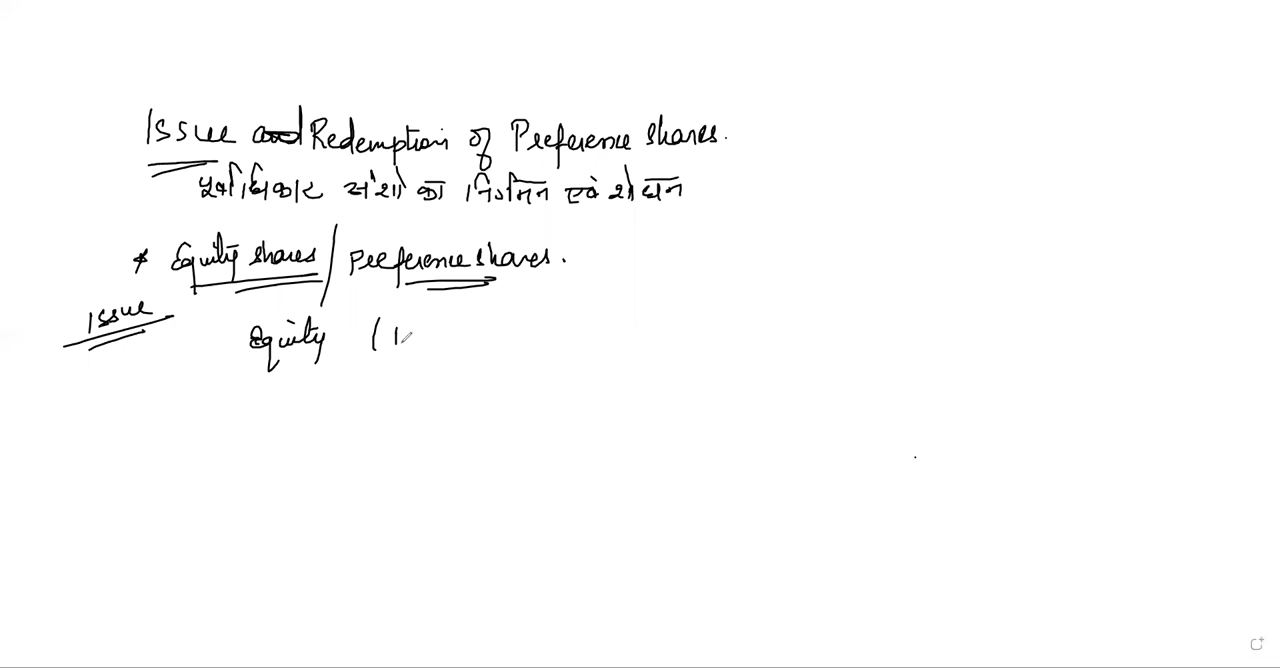 Issue and Redemption of Preference shares.
पूर्वाधिकार अंशो का निर्गमन एवं शोधन
* Equity shares / Preference shares.
Issue
Equity (